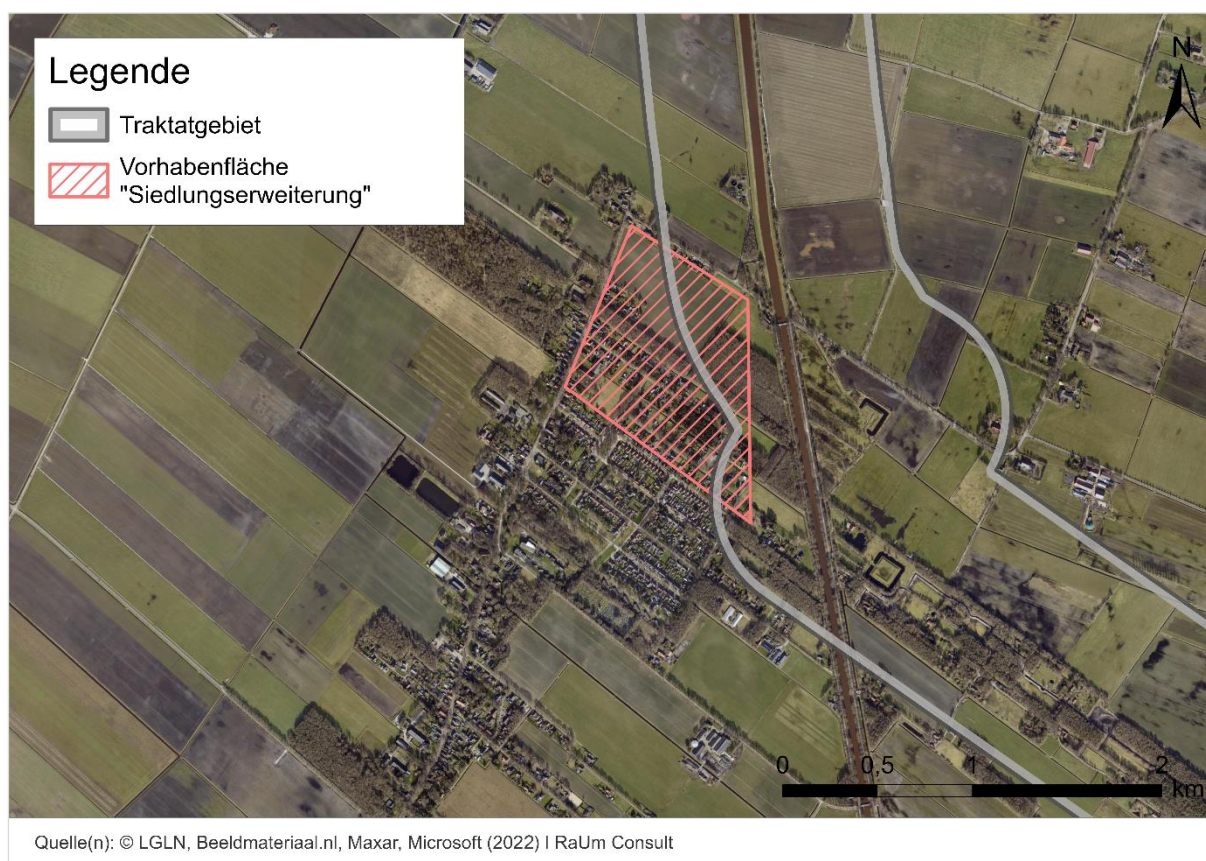 Legende
Traktatgebiet
Vorhabenfläche
"Siedlungserweiterung"
N
0 0,5 1 2
km
Quelle(n): © LGLN, Beeldmateriaal.nl, Maxar, Microsoft (2022) I RaUm Consult